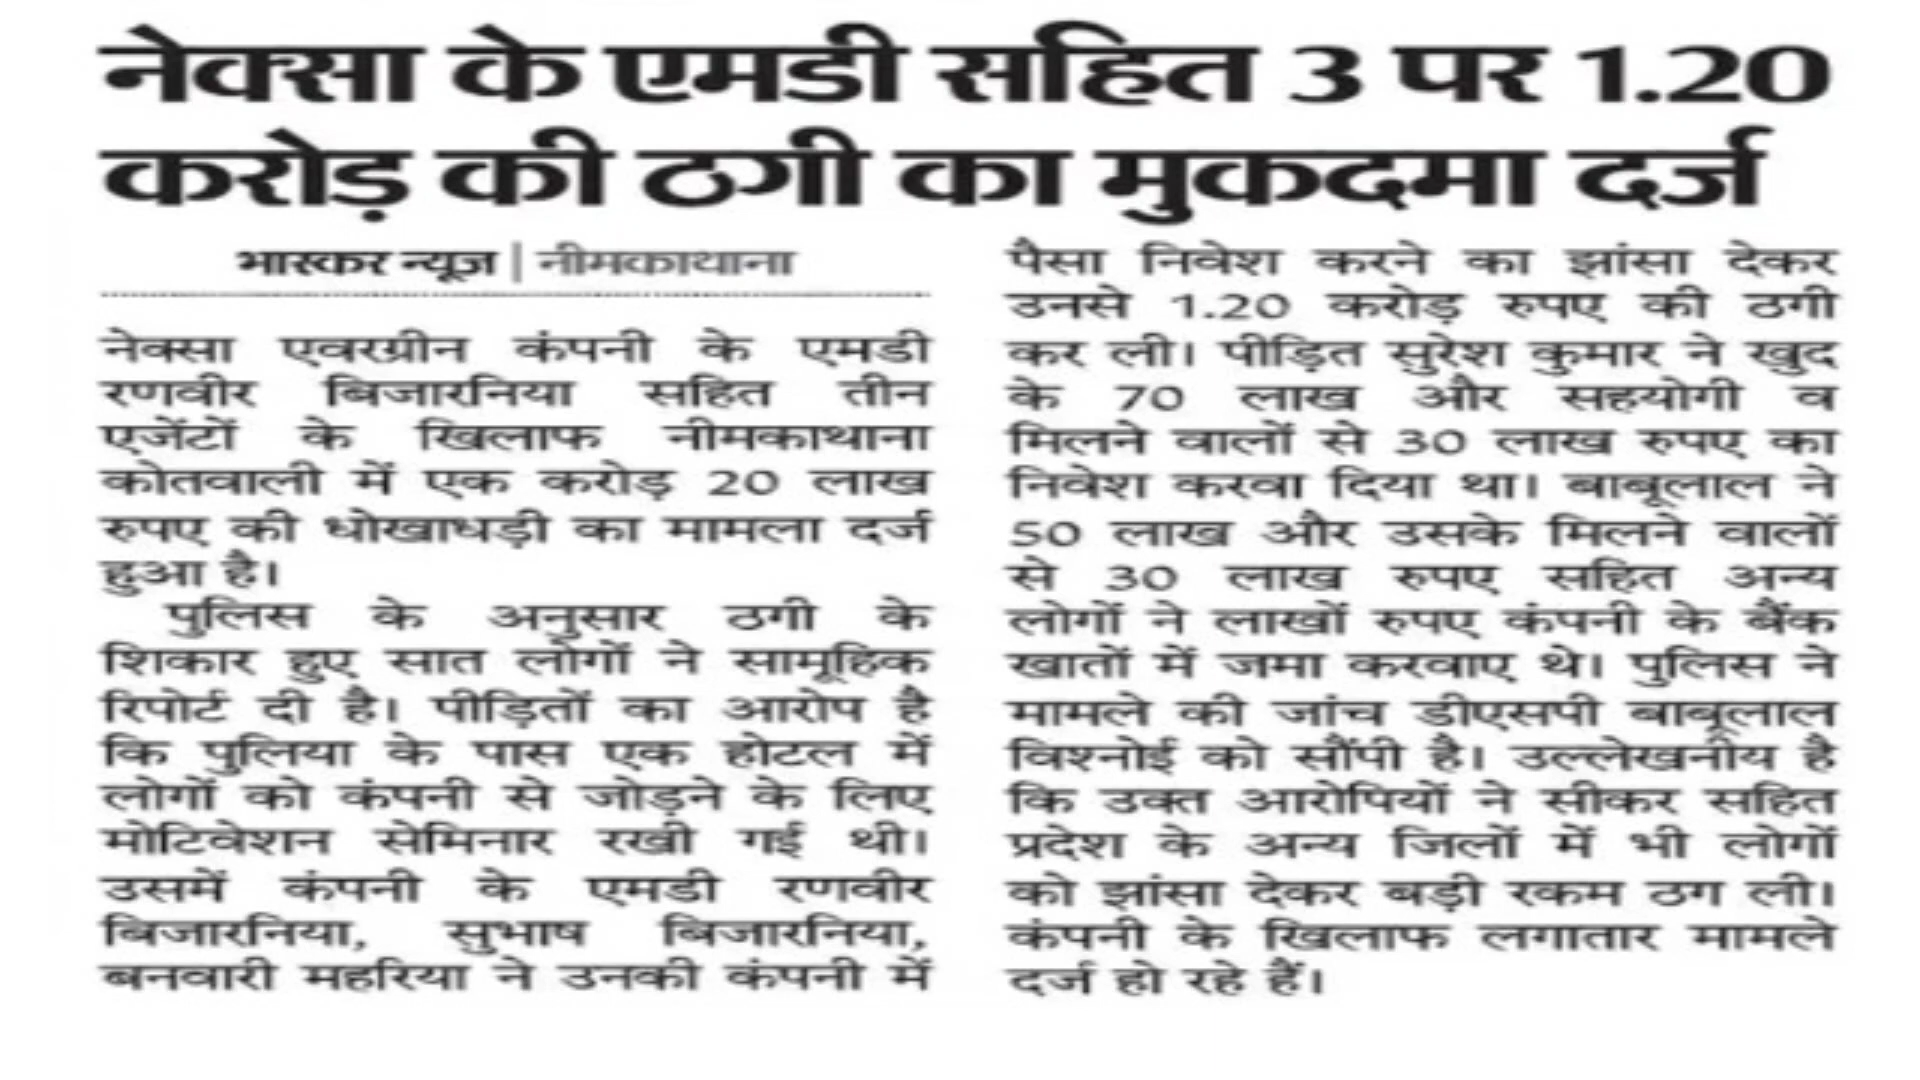 नेक्सा के एमडी सहित 3 पर 1.20
करोड़ की ठगी का मुकदमा दर्ज
भास्कर न्यूज | नीमकाथाना
नेक्सा एवरग्रीन कंपनी के एमडी
रणवीर बिजारनिया सहित तीन
एजेंटों के खिलाफ नीमकाथाना
कोतवाली में एक करोड़ 20 लाख
रुपए की धोखाधड़ी का मामला दर्ज
हुआ है।
पुलिस के अनुसार ठगी के
शिकार हुए सात लोगों ने सामूहिक
रिपोर्ट दी है। पीड़ितों का आरोप है
कि पुलिया के पास एक होटल में
लोगों को कंपनी से जोड़ने के लिए
मोटिवेशन सेमिनार रखी गई थी।
उसमें कंपनी के एमडी रणवीर
बिजारनिया, सुभाष बिजारनिया,
बनवारी महरिया ने उनकी कंपनी में
पैसा निवेश करने का झांसा देकर
उनसे 1.20 करोड़ रुपए की ठगी
कर ली। पीड़ित सुरेश कुमार ने खुद
के 70 लाख और सहयोगी व
मिलने वालों से 30 लाख रुपए का
निवेश करवा दिया था। बाबूलाल ने
50 लाख और उसके मिलने वालों
से 30 लाख रुपए सहित अन्य
लोगों ने लाखों रुपए कंपनी के बैंक
खातों में जमा करवाए थे। पुलिस ने
मामले की जांच डीएसपी बाबूलाल
विश्नोई को सौंपी है। उल्लेखनीय है
कि उक्त आरोपियों ने सीकर सहित
प्रदेश के अन्य जिलों में भी लोगों
को झांसा देकर बड़ी रकम ठग ली।
कंपनी के खिलाफ लगातार मामले
दर्ज हो रहे हैं।